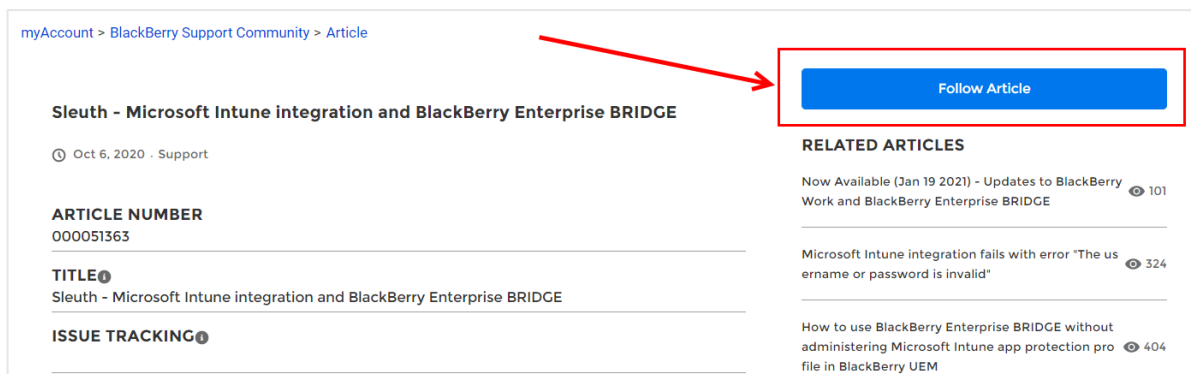 myAccount > BlackBerry Support Community > Article
Sleuth - Microsoft Intune integration and BlackBerry Enterprise BRIDGE
Oct 6, 2020 . Support
ARTICLE NUMBER
000051363
TITLE
Sleuth - Microsoft Intune integration and BlackBerry Enterprise BRIDGE
ISSUE TRACKING
Follow Article
RELATED ARTICLES
Now Available (Jan 19 2021) - Updates to BlackBerry
Work and BlackBerry Enterprise BRIDGE
101
Microsoft Intune integration fails with error "The us
ername or password is invalid"
324
How to use BlackBerry Enterprise BRIDGE without
administering Microsoft Intune app protection pro
file in BlackBerry UEM
404